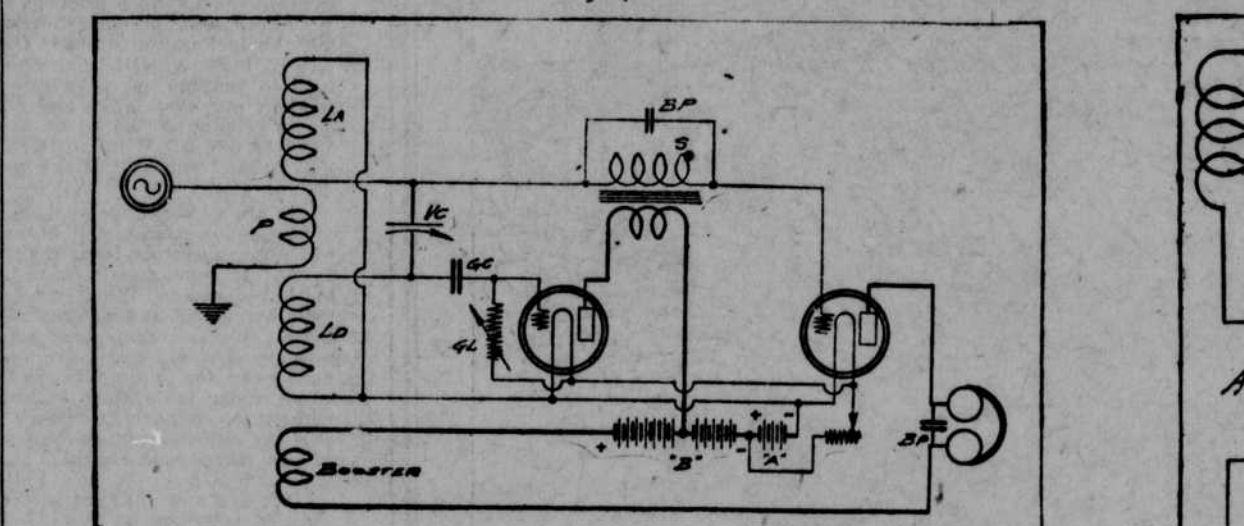 BP
LA
S
P
VC
GC
LD
GL
+ - + -
"B" "A"
BP
BOOSTER
A